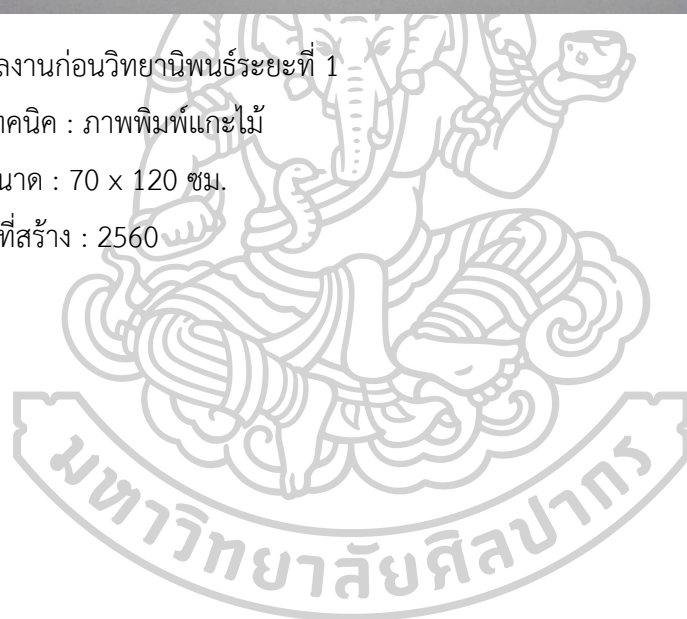 ลงานก่อนวิทยานิพนธ์ระยะที่ 1
ทคนิค : ภาพพิมพ์แกะไม้
นาด : 70 x 120 ซม.
ที่สร้าง : 2560
มหาวิทยาลัยศิลปากร